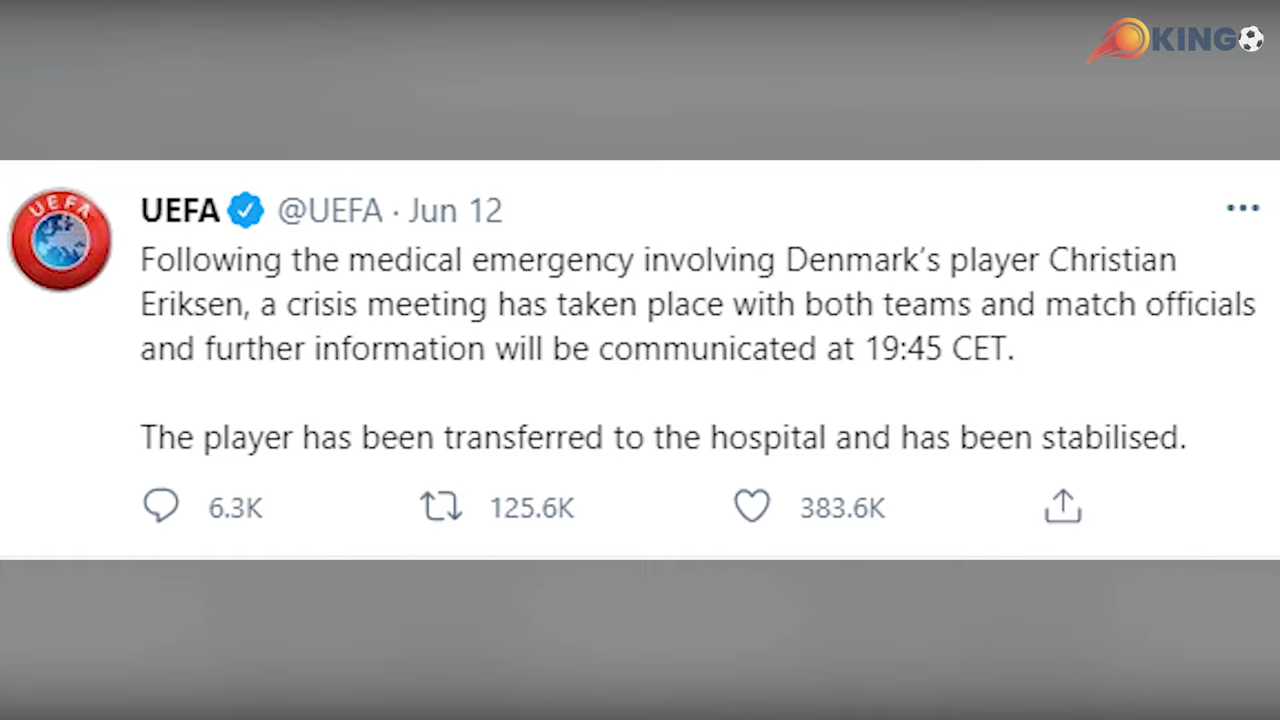 KING
UEFA
UEFA @UEFA · Jun 12
Following the medical emergency involving Denmark‘s player Christian
Eriksen, a crisis meeting has taken place with both teams and match officials
and further information will be communicated at 19:45 CET.
The player has been transferred to the hospital and has been stabilised.
6.3K 125.6K 383.6K